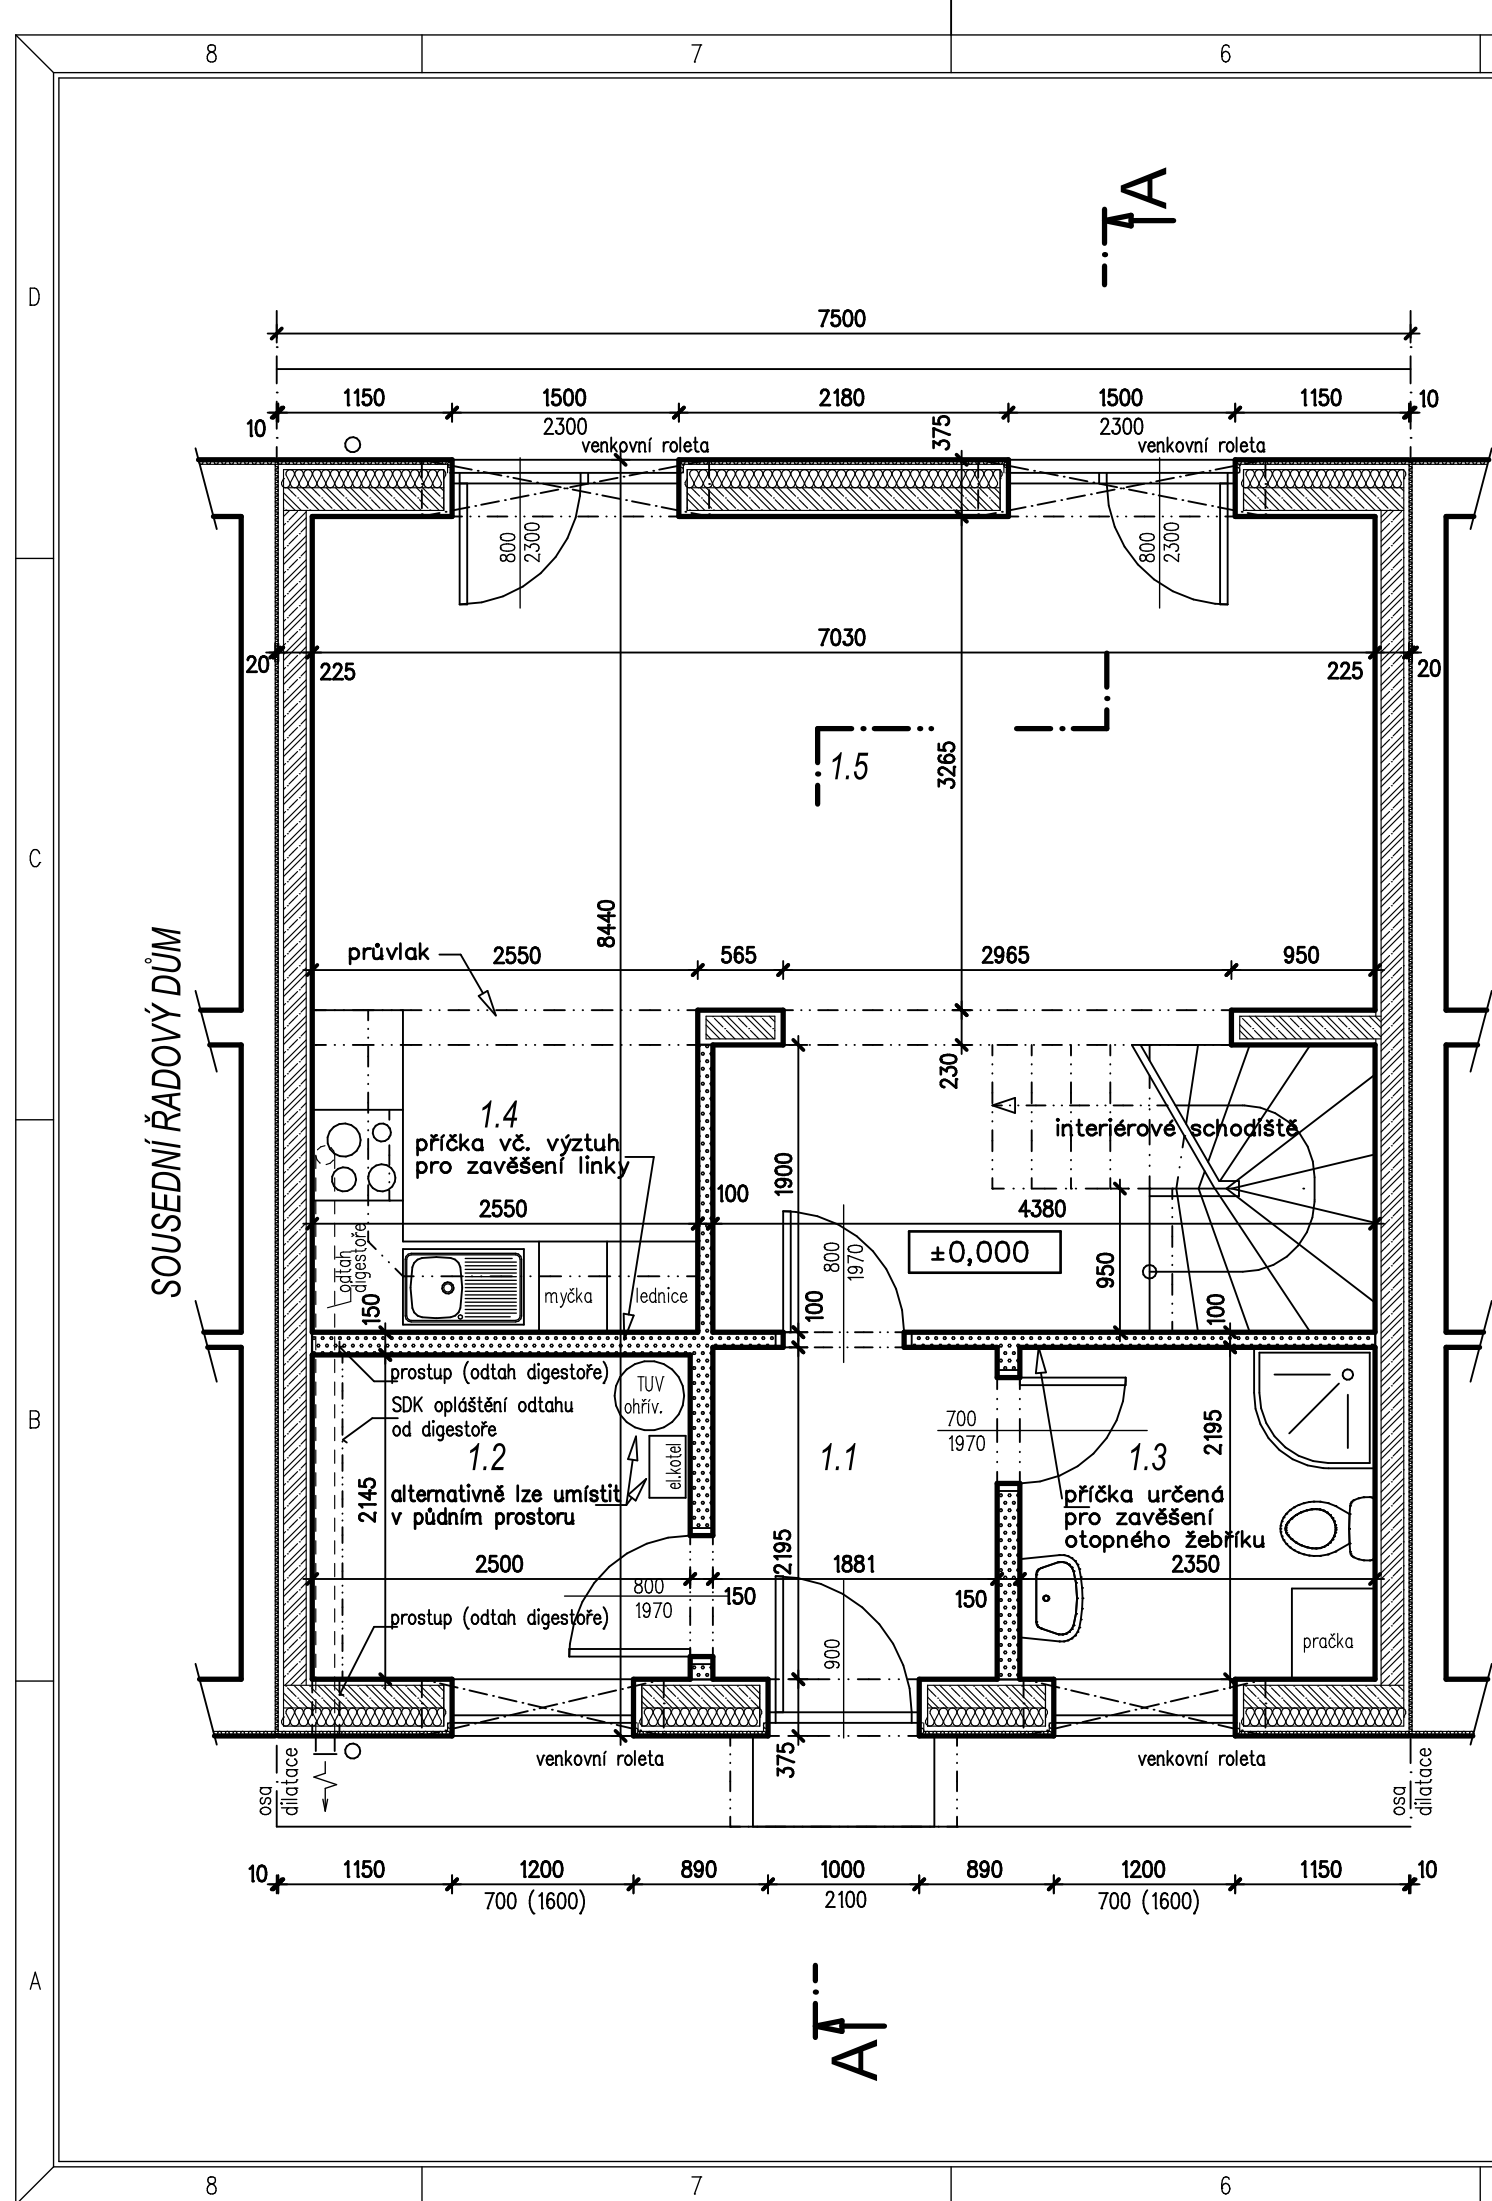 8 7 6
D
C
B
A
A
7500
1150 1500 2180 1500 1150
10 2300 375 2300 10
venkovní roleta venkovní roleta
800 2300 800 2300
7030
20 225 225 20
1.5
3265
8440
SOUSEDNÍ ŘADOVÝ DŮM
průvlak
2550 565 2965 950
230
1.4
příčka vč. výztuh
pro zavěšení linky
interiérové schodiště
1900
100
2550 4380
odtah
digestoře
800
1970
±0,000
950
150
myčka lednice
100 100
prostup (odtah digestoře)
SDK opláštění odtahu
od digestoře
TUV
ohřív.
el.kotel
700
1970
2195
1.2 1.1 1.3
2145
alternativně lze umístit
v půdním prostoru
příčka určená
pro zavěšení
otopného žebříku
2195
2500 1881 2350
800
1970
150 150
prostup (odtah digestoře)
900
pračka
venkovní roleta venkovní roleta
375
osa
dilatace
osa
dilatace
10 1150 1200 890 1000 890 1200 1150 10
700 (1600) 2100 700 (1600)
A
8 7 6